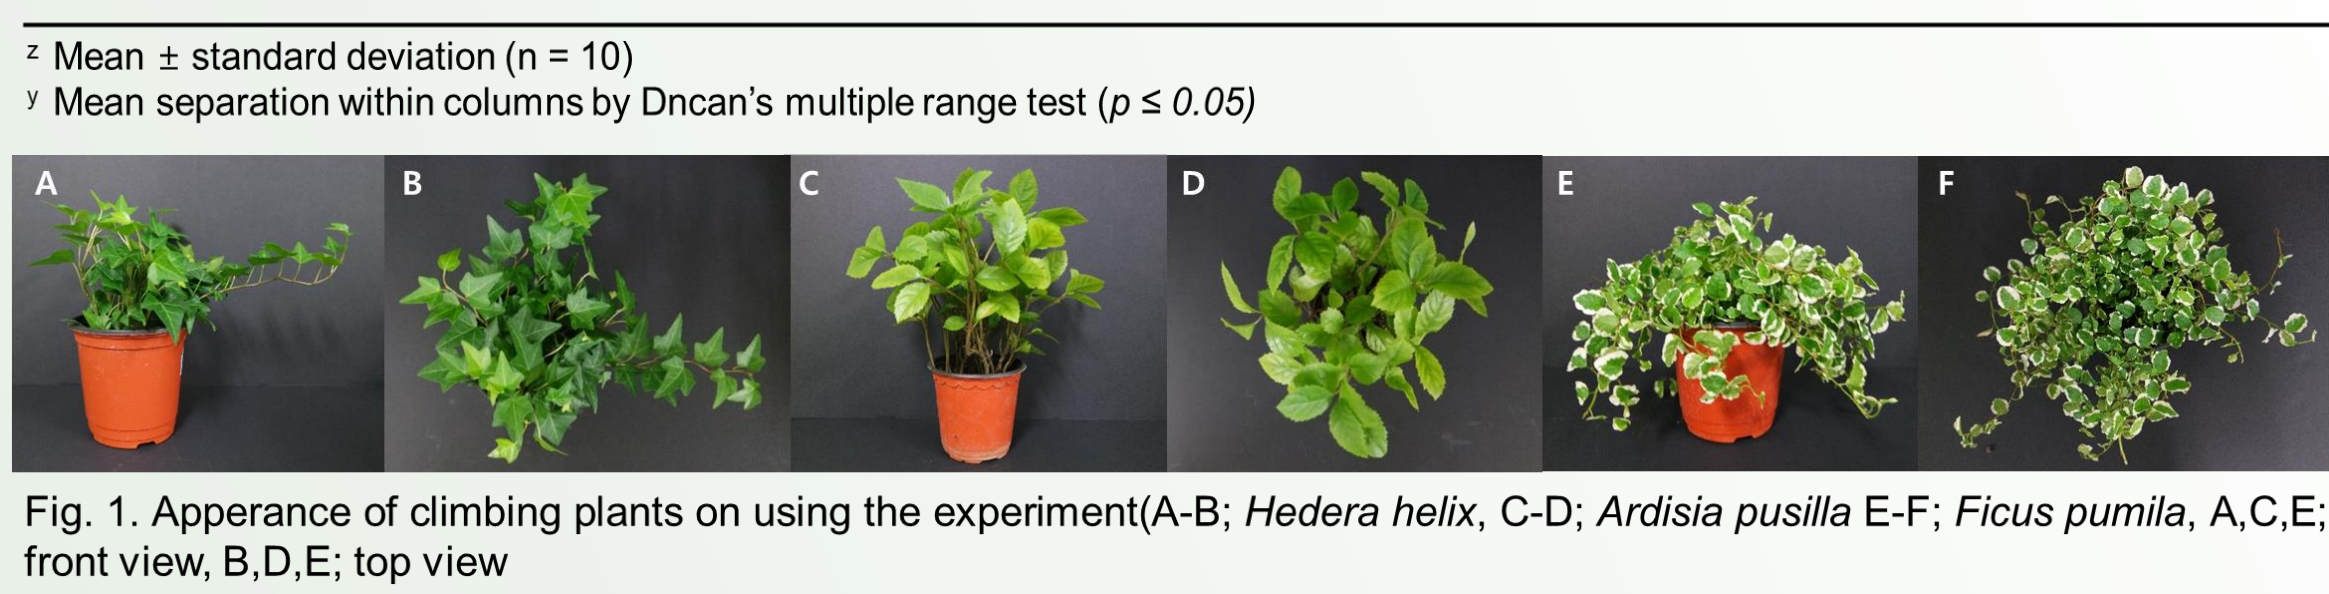 z Mean ± standard deviation (n = 10)
y Mean separation within columns by Dncan's multiple range test (p ≤ 0.05)
A B C D E F
Fig. 1. Apperance of climbing plants on using the experiment(A-B; Hedera helix, C-D; Ardisia pusilla E-F; Ficus pumila, A,C,E;
front view, B,D,E; top view